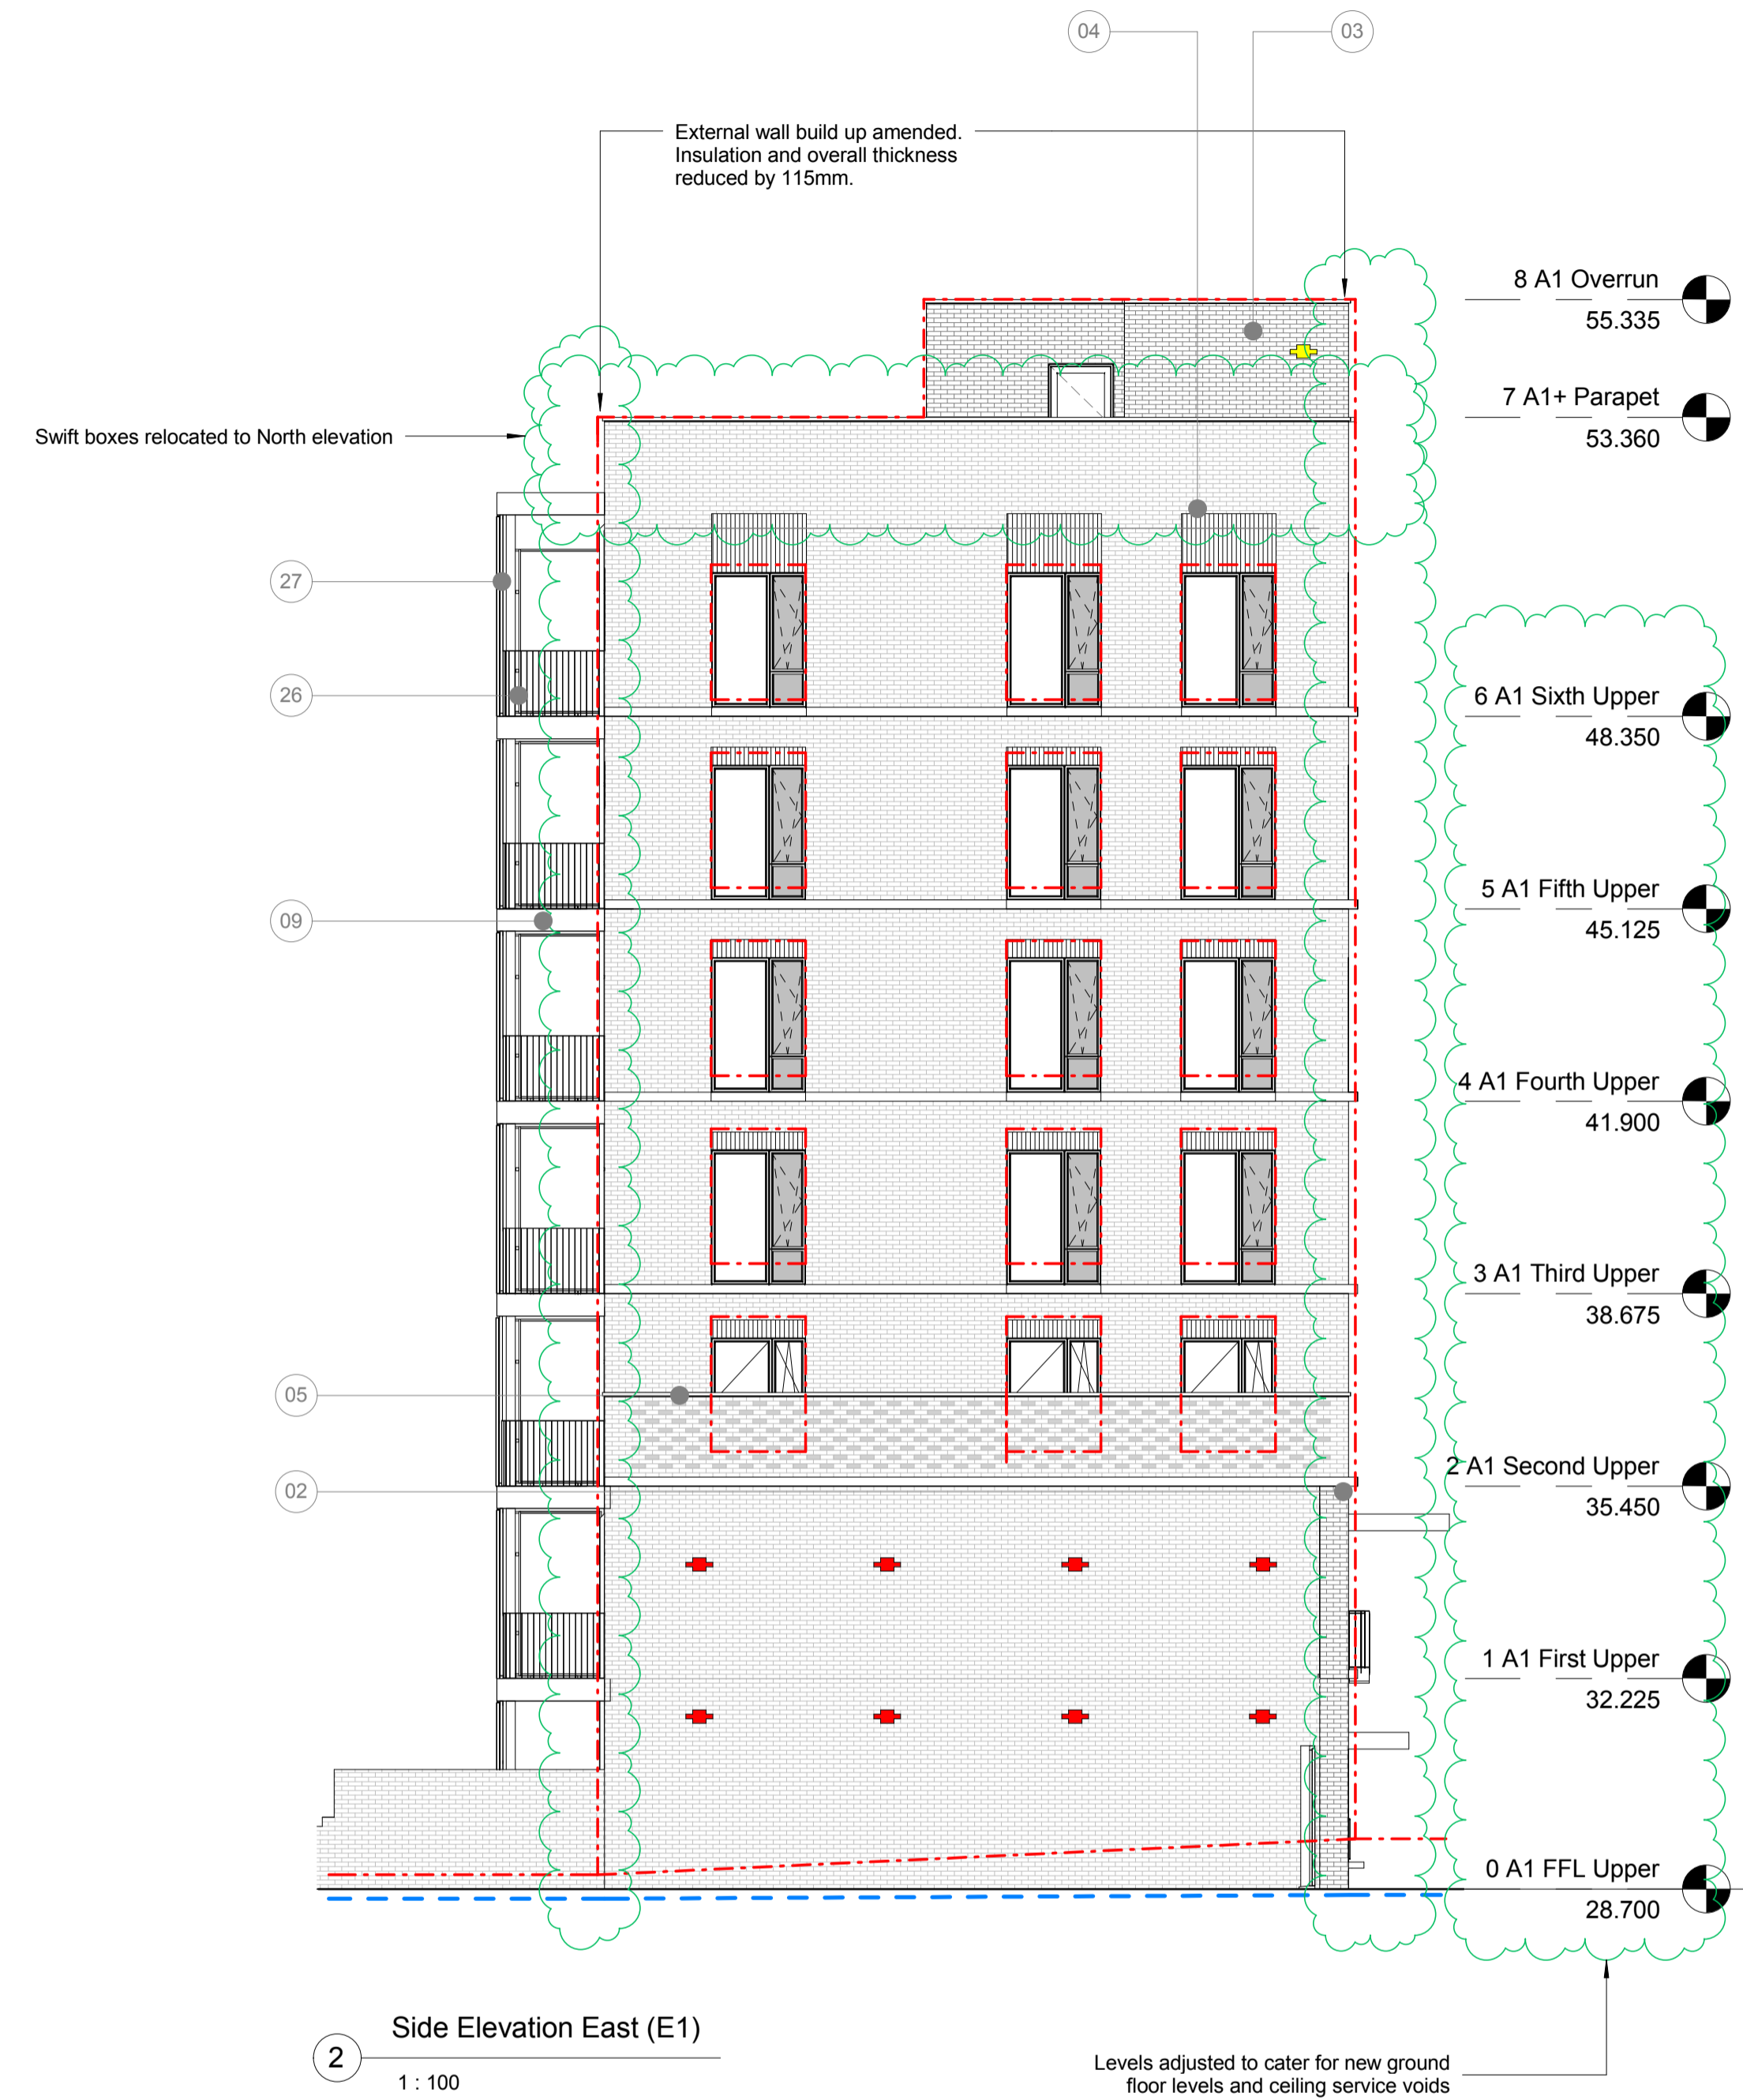 04
03
External wall build up amended.
Insulation and overall thickness
reduced by 115mm.
8 A1 Overrun
55.335
7 A1+ Parapet
53.360
Swift boxes relocated to North elevation
27
26
6 A1 Sixth Upper
48.350
5 A1 Fifth Upper
45.125
09
4 A1 Fourth Upper
41.900
3 A1 Third Upper
38.675
05
2 A1 Second Upper
35.450
02
1 A1 First Upper
32.225
0 A1 FFL Upper
28.700
2
Side Elevation East (E1)
1 : 100
Levels adjusted to cater for new ground
floor levels and ceiling service voids